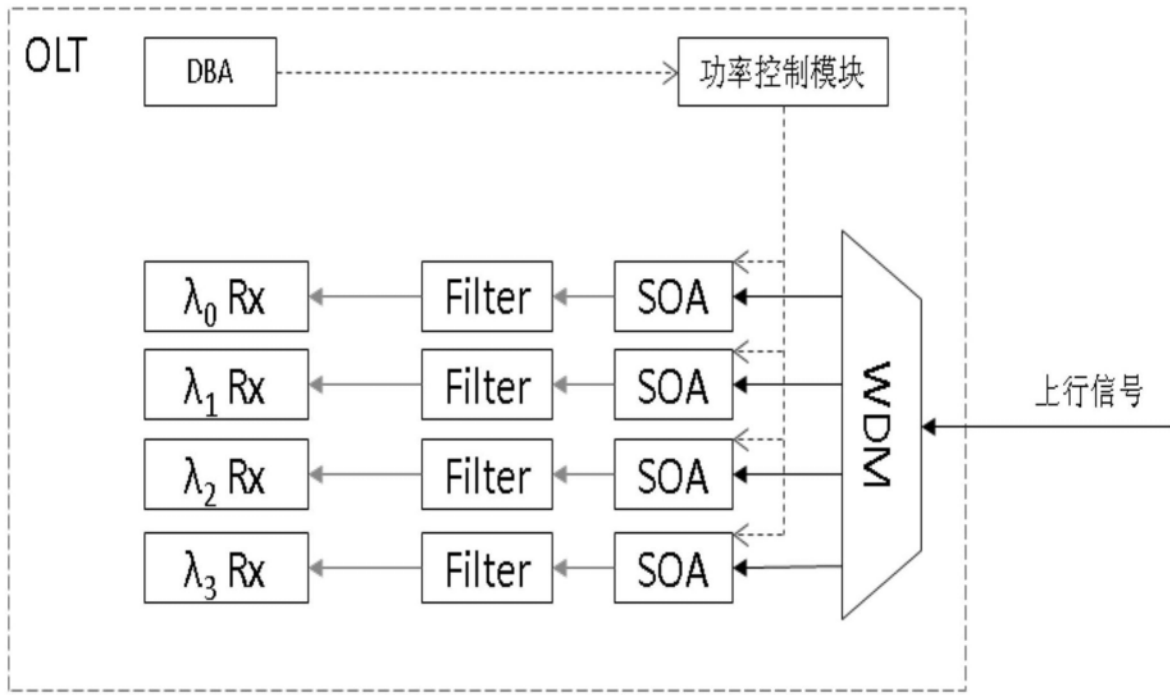 OLT
DBA
功率控制模块
λ₀ Rx
Filter
SOA
λ₁ Rx
Filter
SOA
WDM
上行信号
λ₂ Rx
Filter
SOA
λ₃ Rx
Filter
SOA